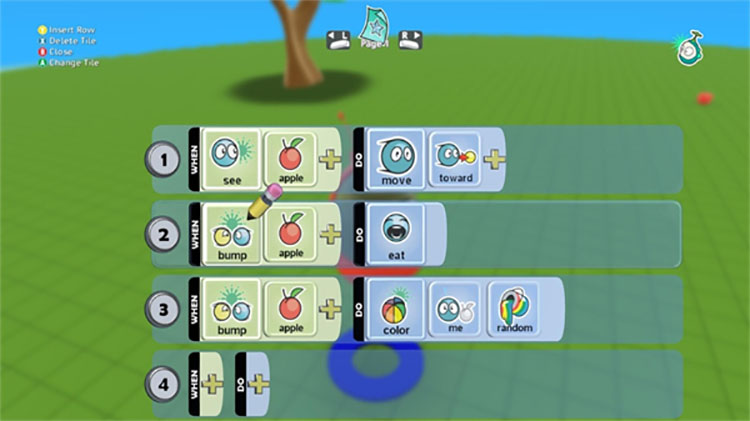 Y Insert Row
X Delete Tile
B Close
A Change Tile
L
Page-1
R
1
WHEN
see
apple
DO
move
toward
2
WHEN
bump
apple
DO
eat
3
WHEN
bump
apple
DO
color
me
random
4
WHEN
DO